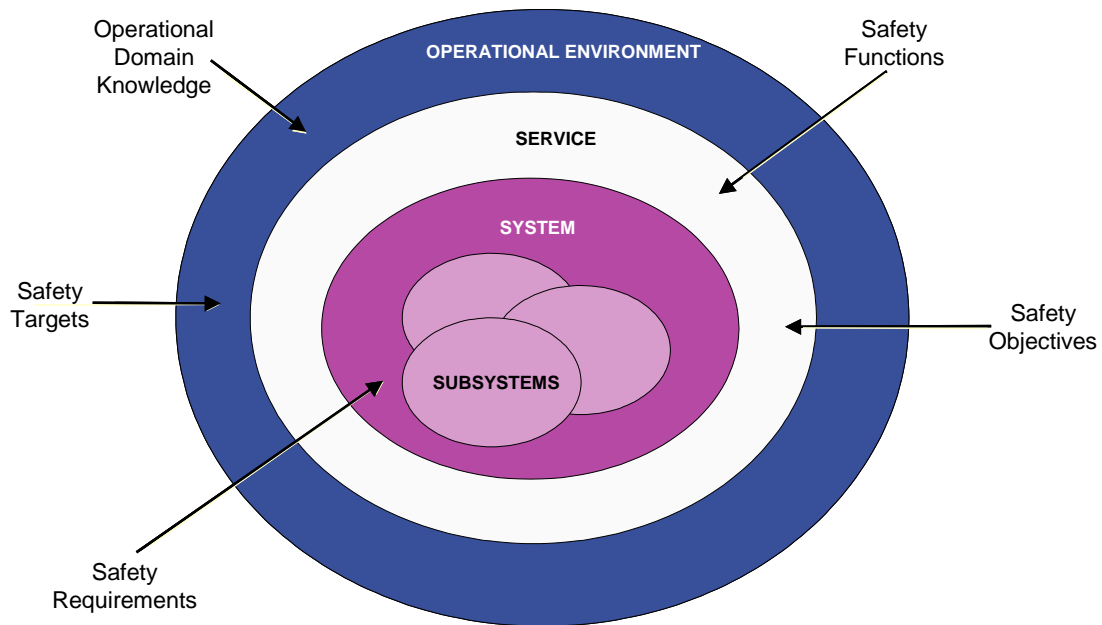 Operational
Domain
Knowledge
OPERATIONAL ENVIRONMENT
Safety
Functions
SERVICE
SYSTEM
Safety
Targets
Safety
Objectives
SUBSYSTEMS
Safety
Requirements